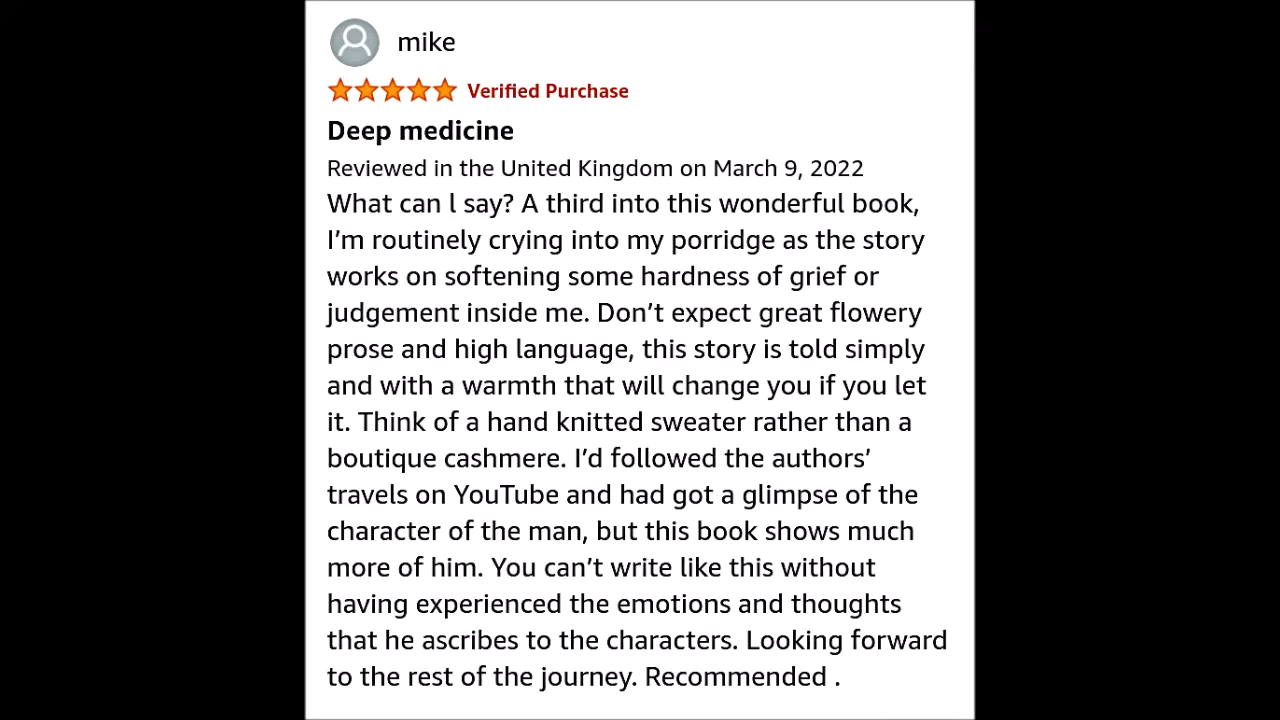 mike
Verified Purchase
Deep medicine
Reviewed in the United Kingdom on March 9, 2022
What can l say? A third into this wonderful book,
I’m routinely crying into my porridge as the story
works on softening some hardness of grief or
judgement inside me. Don’t expect great flowery
prose and high language, this story is told simply
and with a warmth that will change you if you let
it. Think of a hand knitted sweater rather than a
boutique cashmere. I’d followed the authors’
travels on YouTube and had got a glimpse of the
character of the man, but this book shows much
more of him. You can’t write like this without
having experienced the emotions and thoughts
that he ascribes to the characters. Looking forward
to the rest of the journey. Recommended .